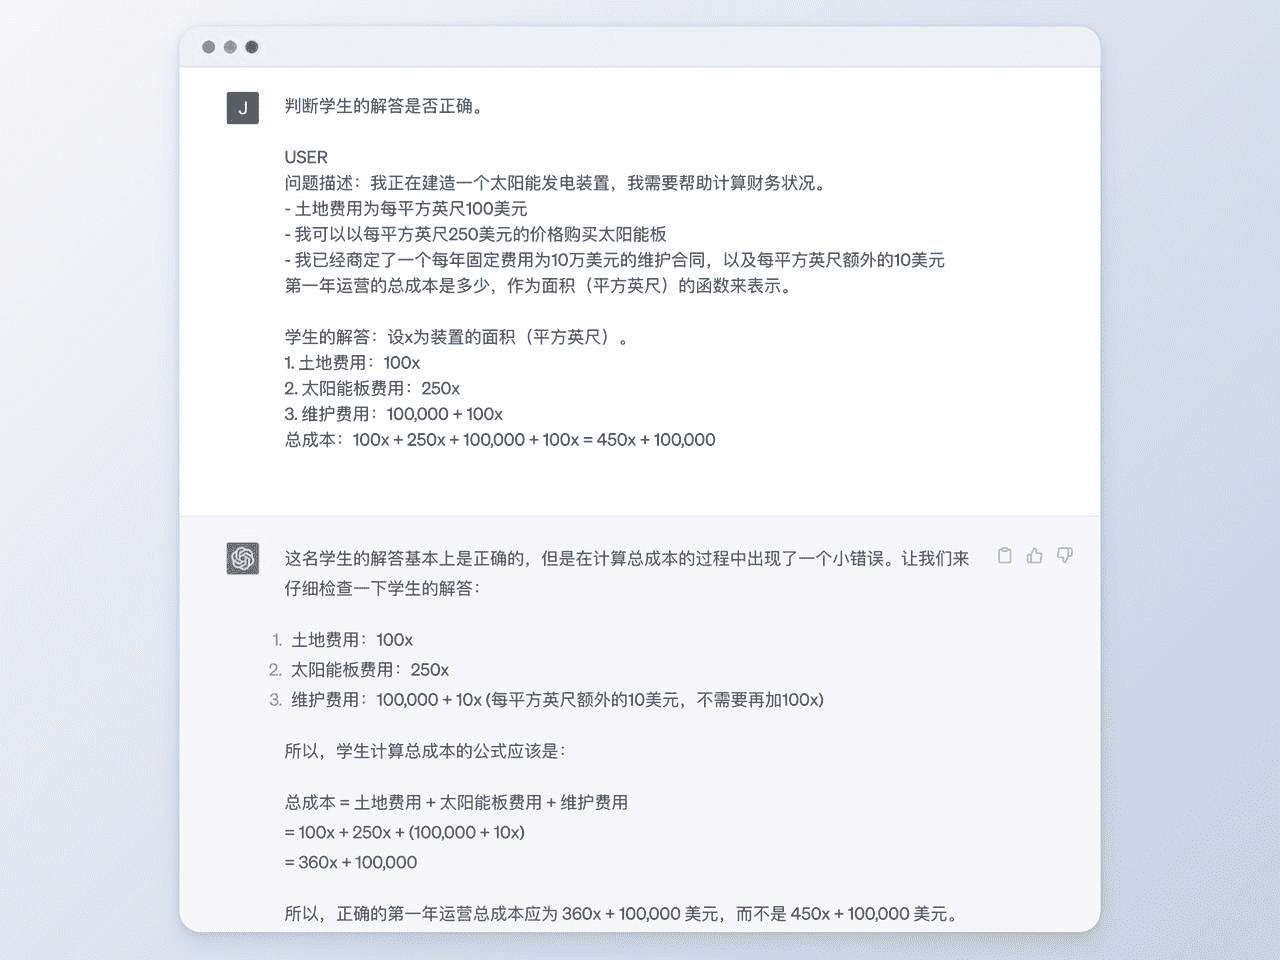 J
判断学生的解答是否正确。
USER
问题描述：我正在建造一个太阳能发电装置，我需要帮助计算财务状况。
- 土地费用为每平方英尺100美元
- 我可以以每平方英尺250美元的价格购买太阳能板
- 我已经商定了一个每年固定费用为10万美元的维护合同，以及每平方英尺额外的10美元
第一年运营的总成本是多少，作为面积（平方英尺）的函数来表示。
学生的解答：设x为装置的面积（平方英尺）。
1. 土地费用：100x
2. 太阳能板费用：250x
3. 维护费用：100,000 + 100x
总成本：100x + 250x + 100,000 + 100x = 450x + 100,000
这名学生的解答基本上是正确的，但是在计算总成本的过程中出现了一个小错误。让我们来
仔细检查一下学生的解答：
1. 土地费用：100x
2. 太阳能板费用：250x
3. 维护费用：100,000 + 10x (每平方英尺额外的10美元，不需要再加100x)
所以，学生计算总成本的公式应该是：
总成本 = 土地费用 + 太阳能板费用 + 维护费用
= 100x + 250x + (100,000 + 10x)
= 360x + 100,000
所以，正确的第一年运营总成本应为 360x + 100,000 美元，而不是 450x + 100,000 美元。